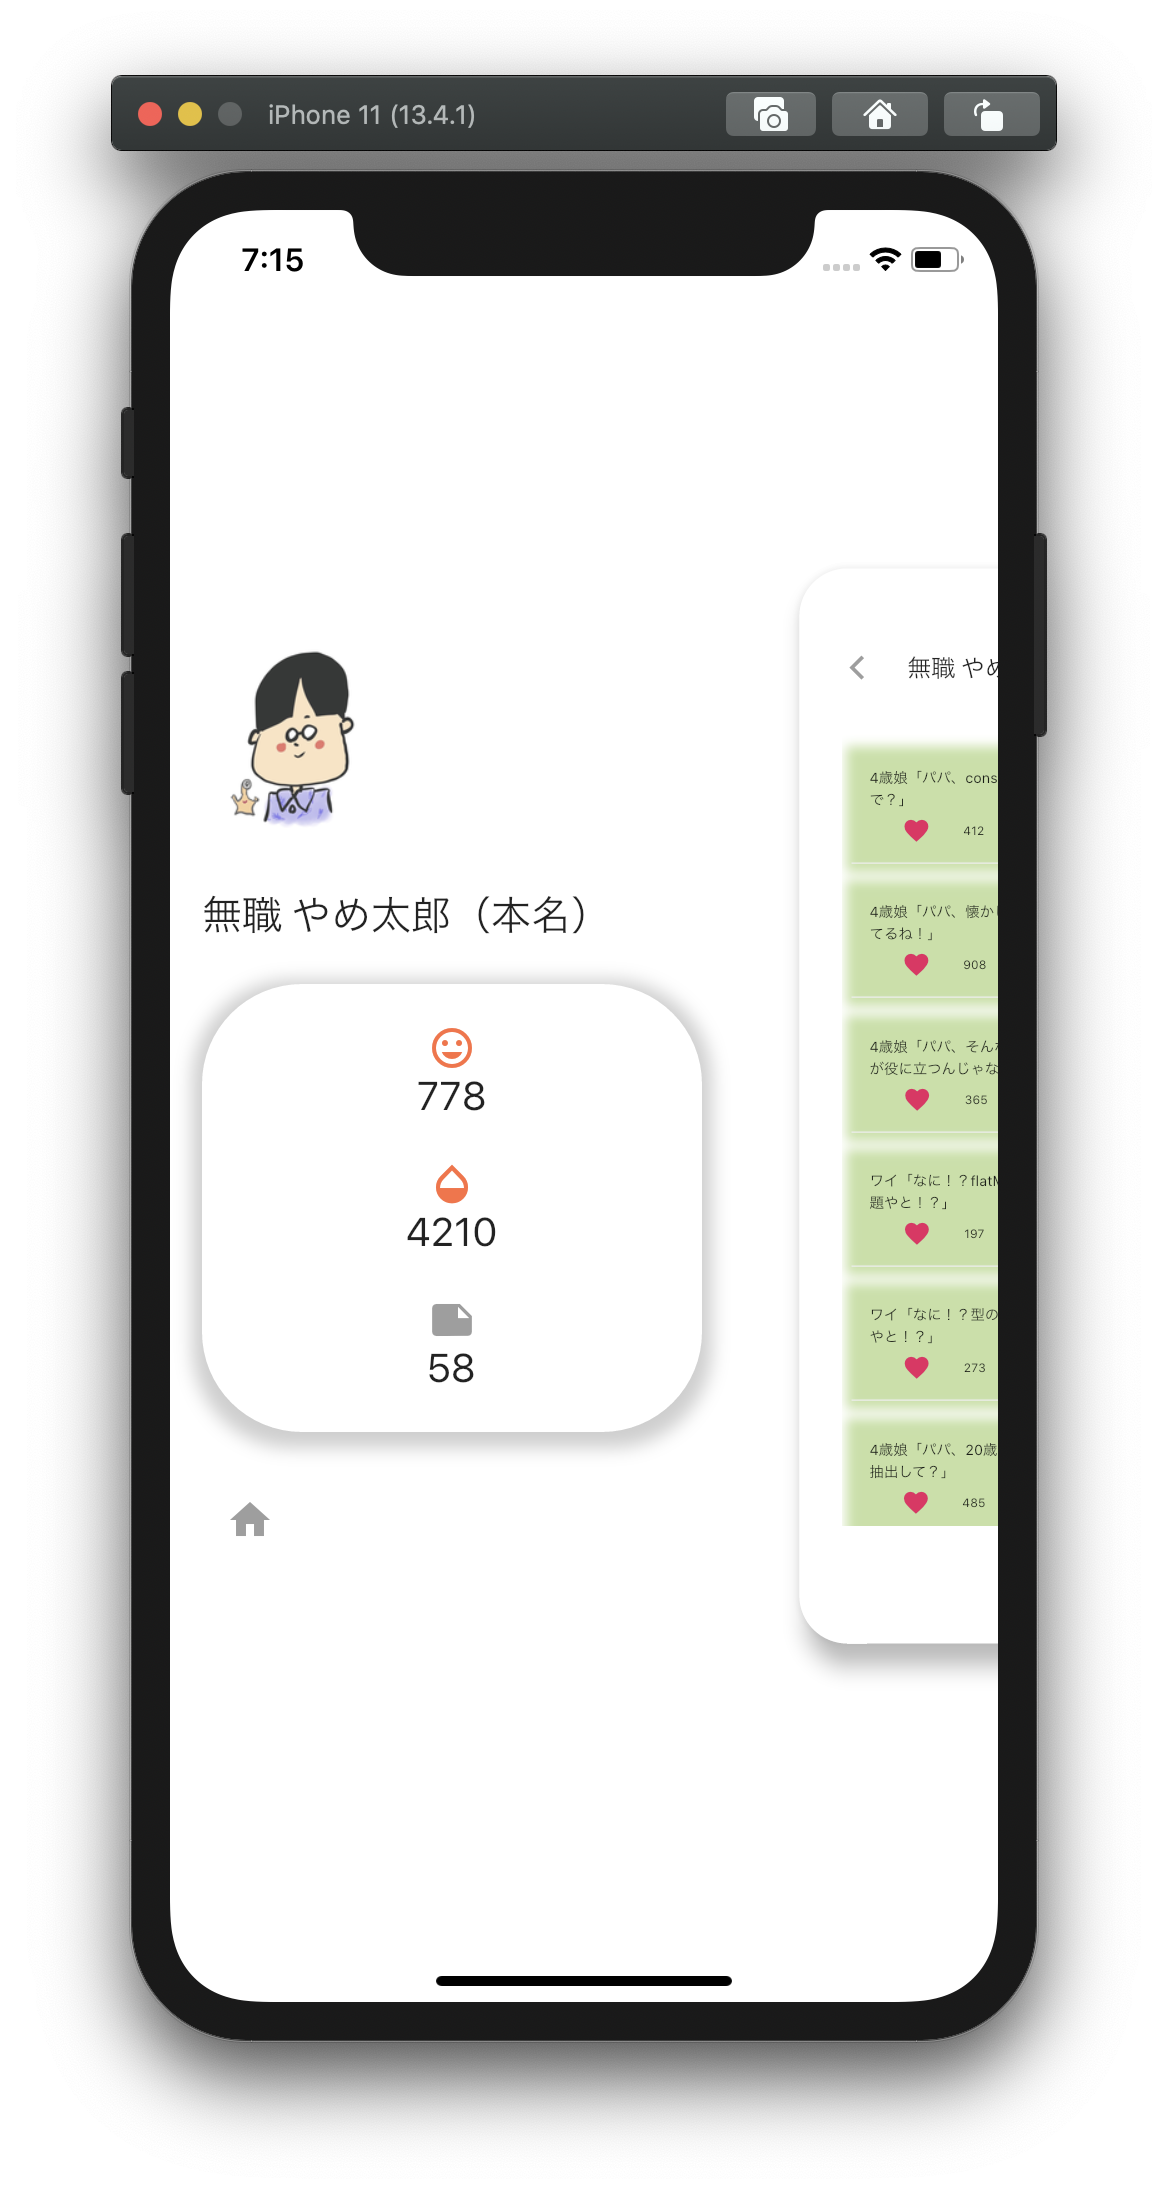 iPhone 11 (13.4.1)
7:15
無職 やめ太郎（本名）
778
4210
58
無職 やめ
4歳娘「パパ、cons
で？」
412
4歳娘「パパ、懐かし
てるね！」
908
4歳娘「パパ、そんな
が役に立つんじゃな
365
ワイ「なに！？flatM
題やと！？」
197
ワイ「なに！？型の
やと！？」
273
4歳娘「パパ、20歳
抽出して？」
485